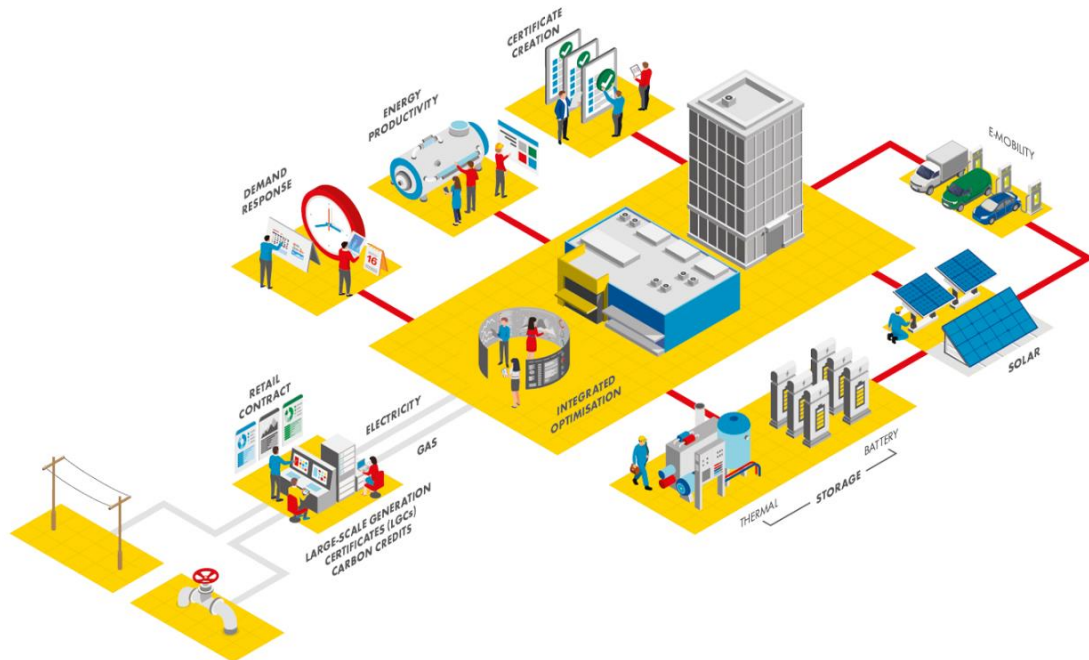 CERTIFICATE
CREATION
ENERGY
PRODUCTIVITY
DEMAND
RESPONSE
16
E-MOBILITY
SOLAR
INTEGRATED
OPTIMISATION
RETAIL
CONTRACT
ELECTRICITY
GAS
LARGE-SCALE GENERATION
CERTIFICATES (LGCs)
CARBON CREDITS
BATTERY
STORAGE
THERMAL